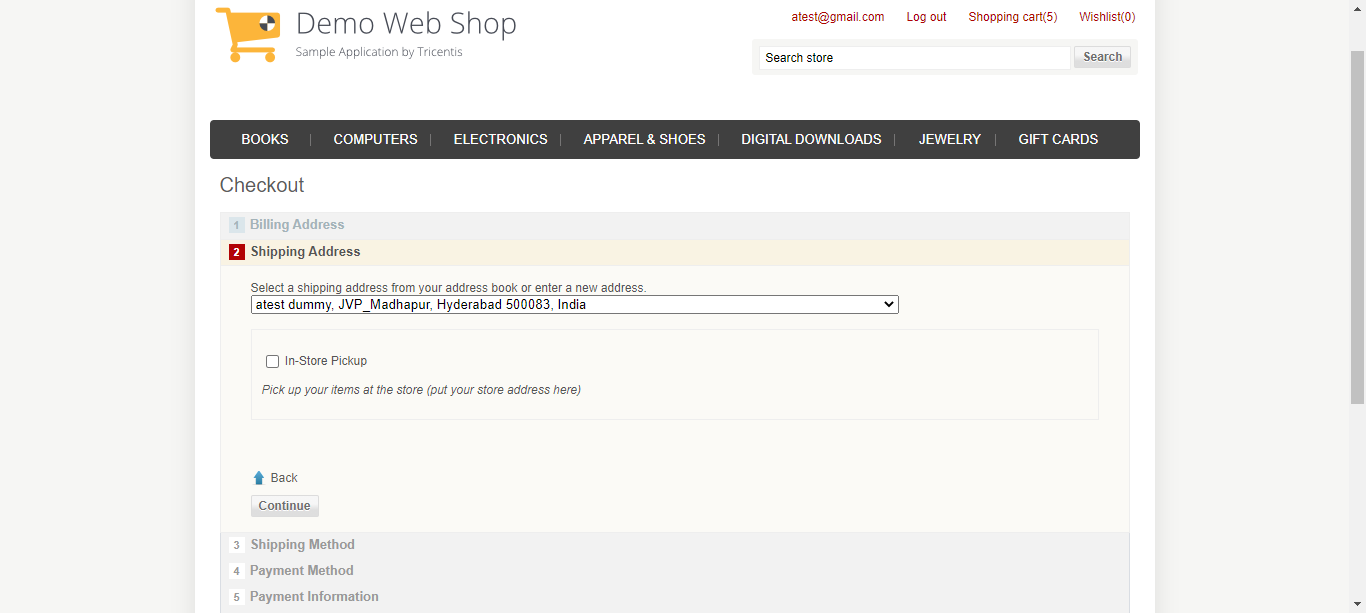 Demo Web Shop
Sample Application by Tricentis
atest@gmail.com Log out Shopping cart(5) Wishlist(0)
Search store Search
BOOKS COMPUTERS ELECTRONICS APPAREL & SHOES DIGITAL DOWNLOADS JEWELRY GIFT CARDS
Checkout
1 Billing Address
2 Shipping Address
Select a shipping address from your address book or enter a new address.
atest dummy, JVP_Madhapur, Hyderabad 500083, India
In-Store Pickup
Pick up your items at the store (put your store address here)
Back
Continue
3 Shipping Method
4 Payment Method
5 Payment Information